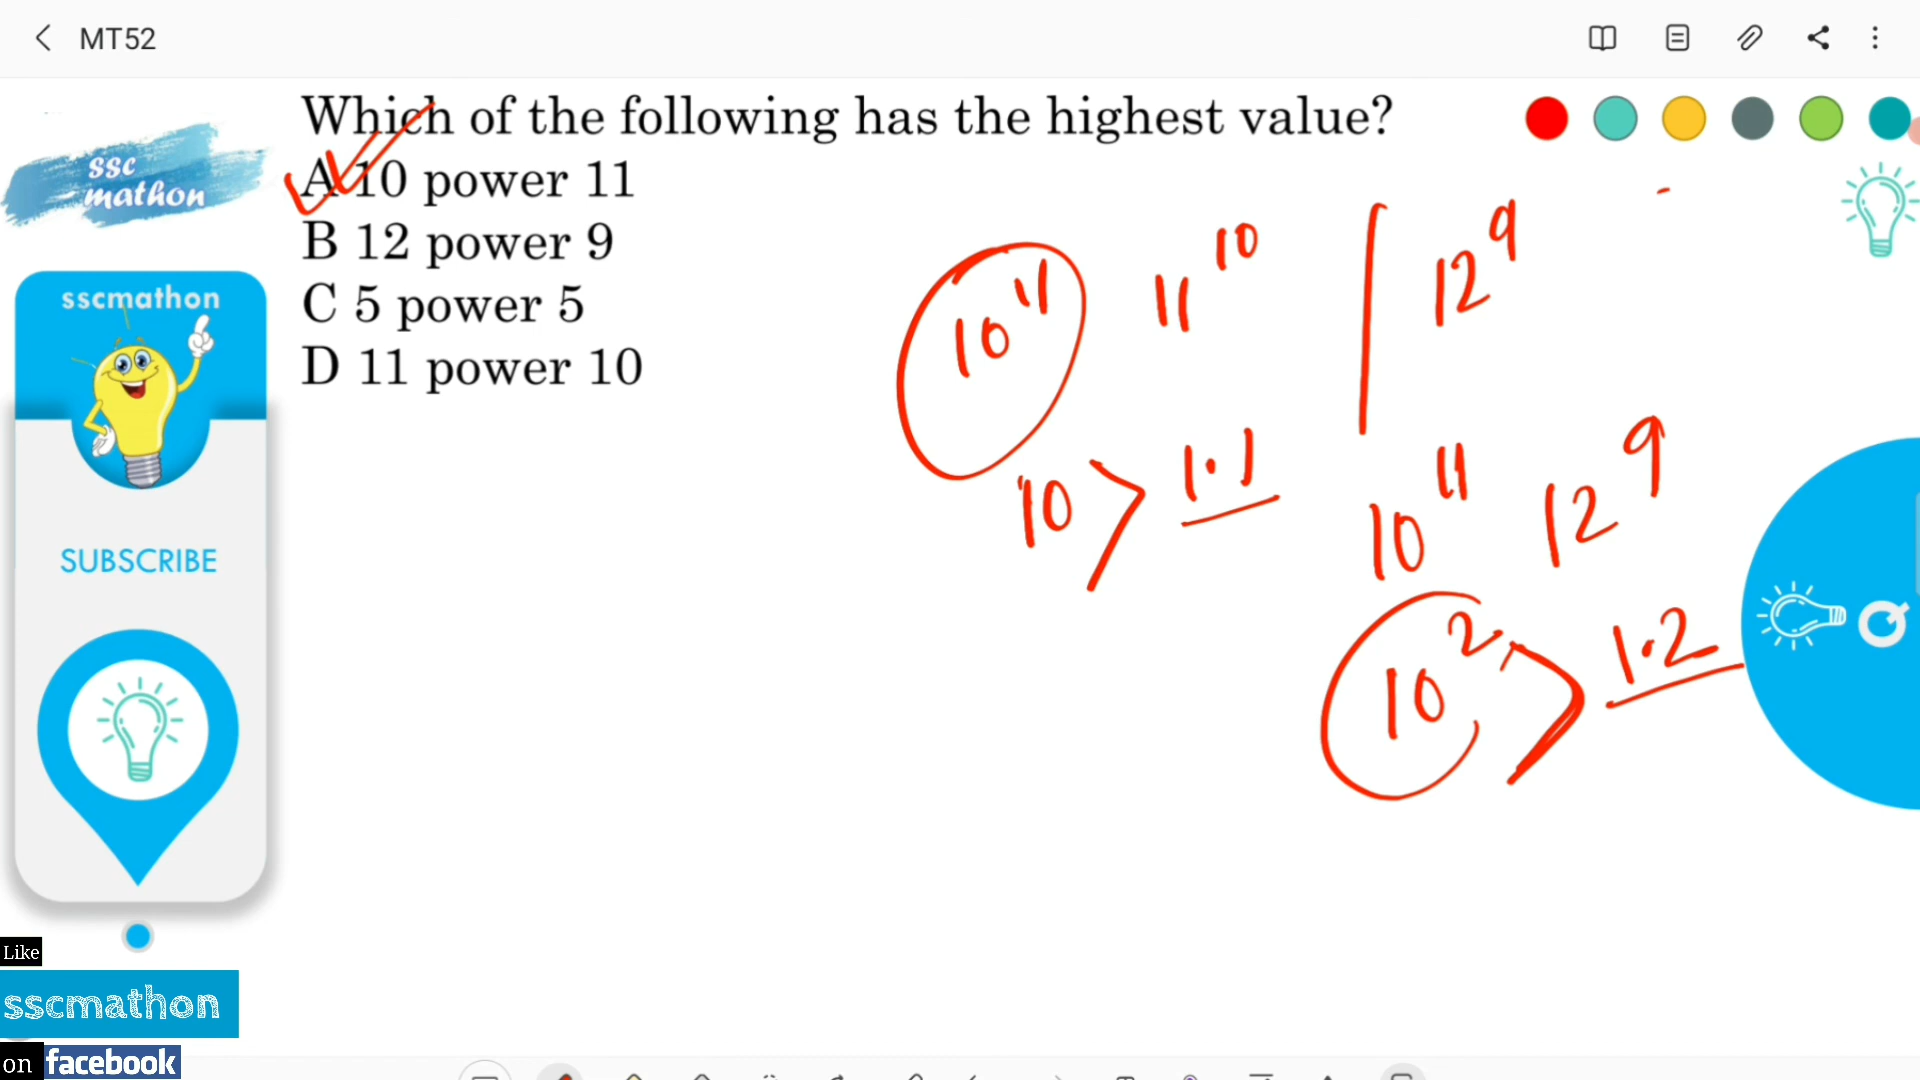 MT52
Which of the following has the highest value?
A 10 power 11
B 12 power 9
C 5 power 5
D 11 power 10
10^11 11^10 12^9
10 > 1.1
10^11 12^9
10^2 > 1.2
ssc
mathon
sscmathon
SUBSCRIBE
Like
sscmathon
on facebook
Q